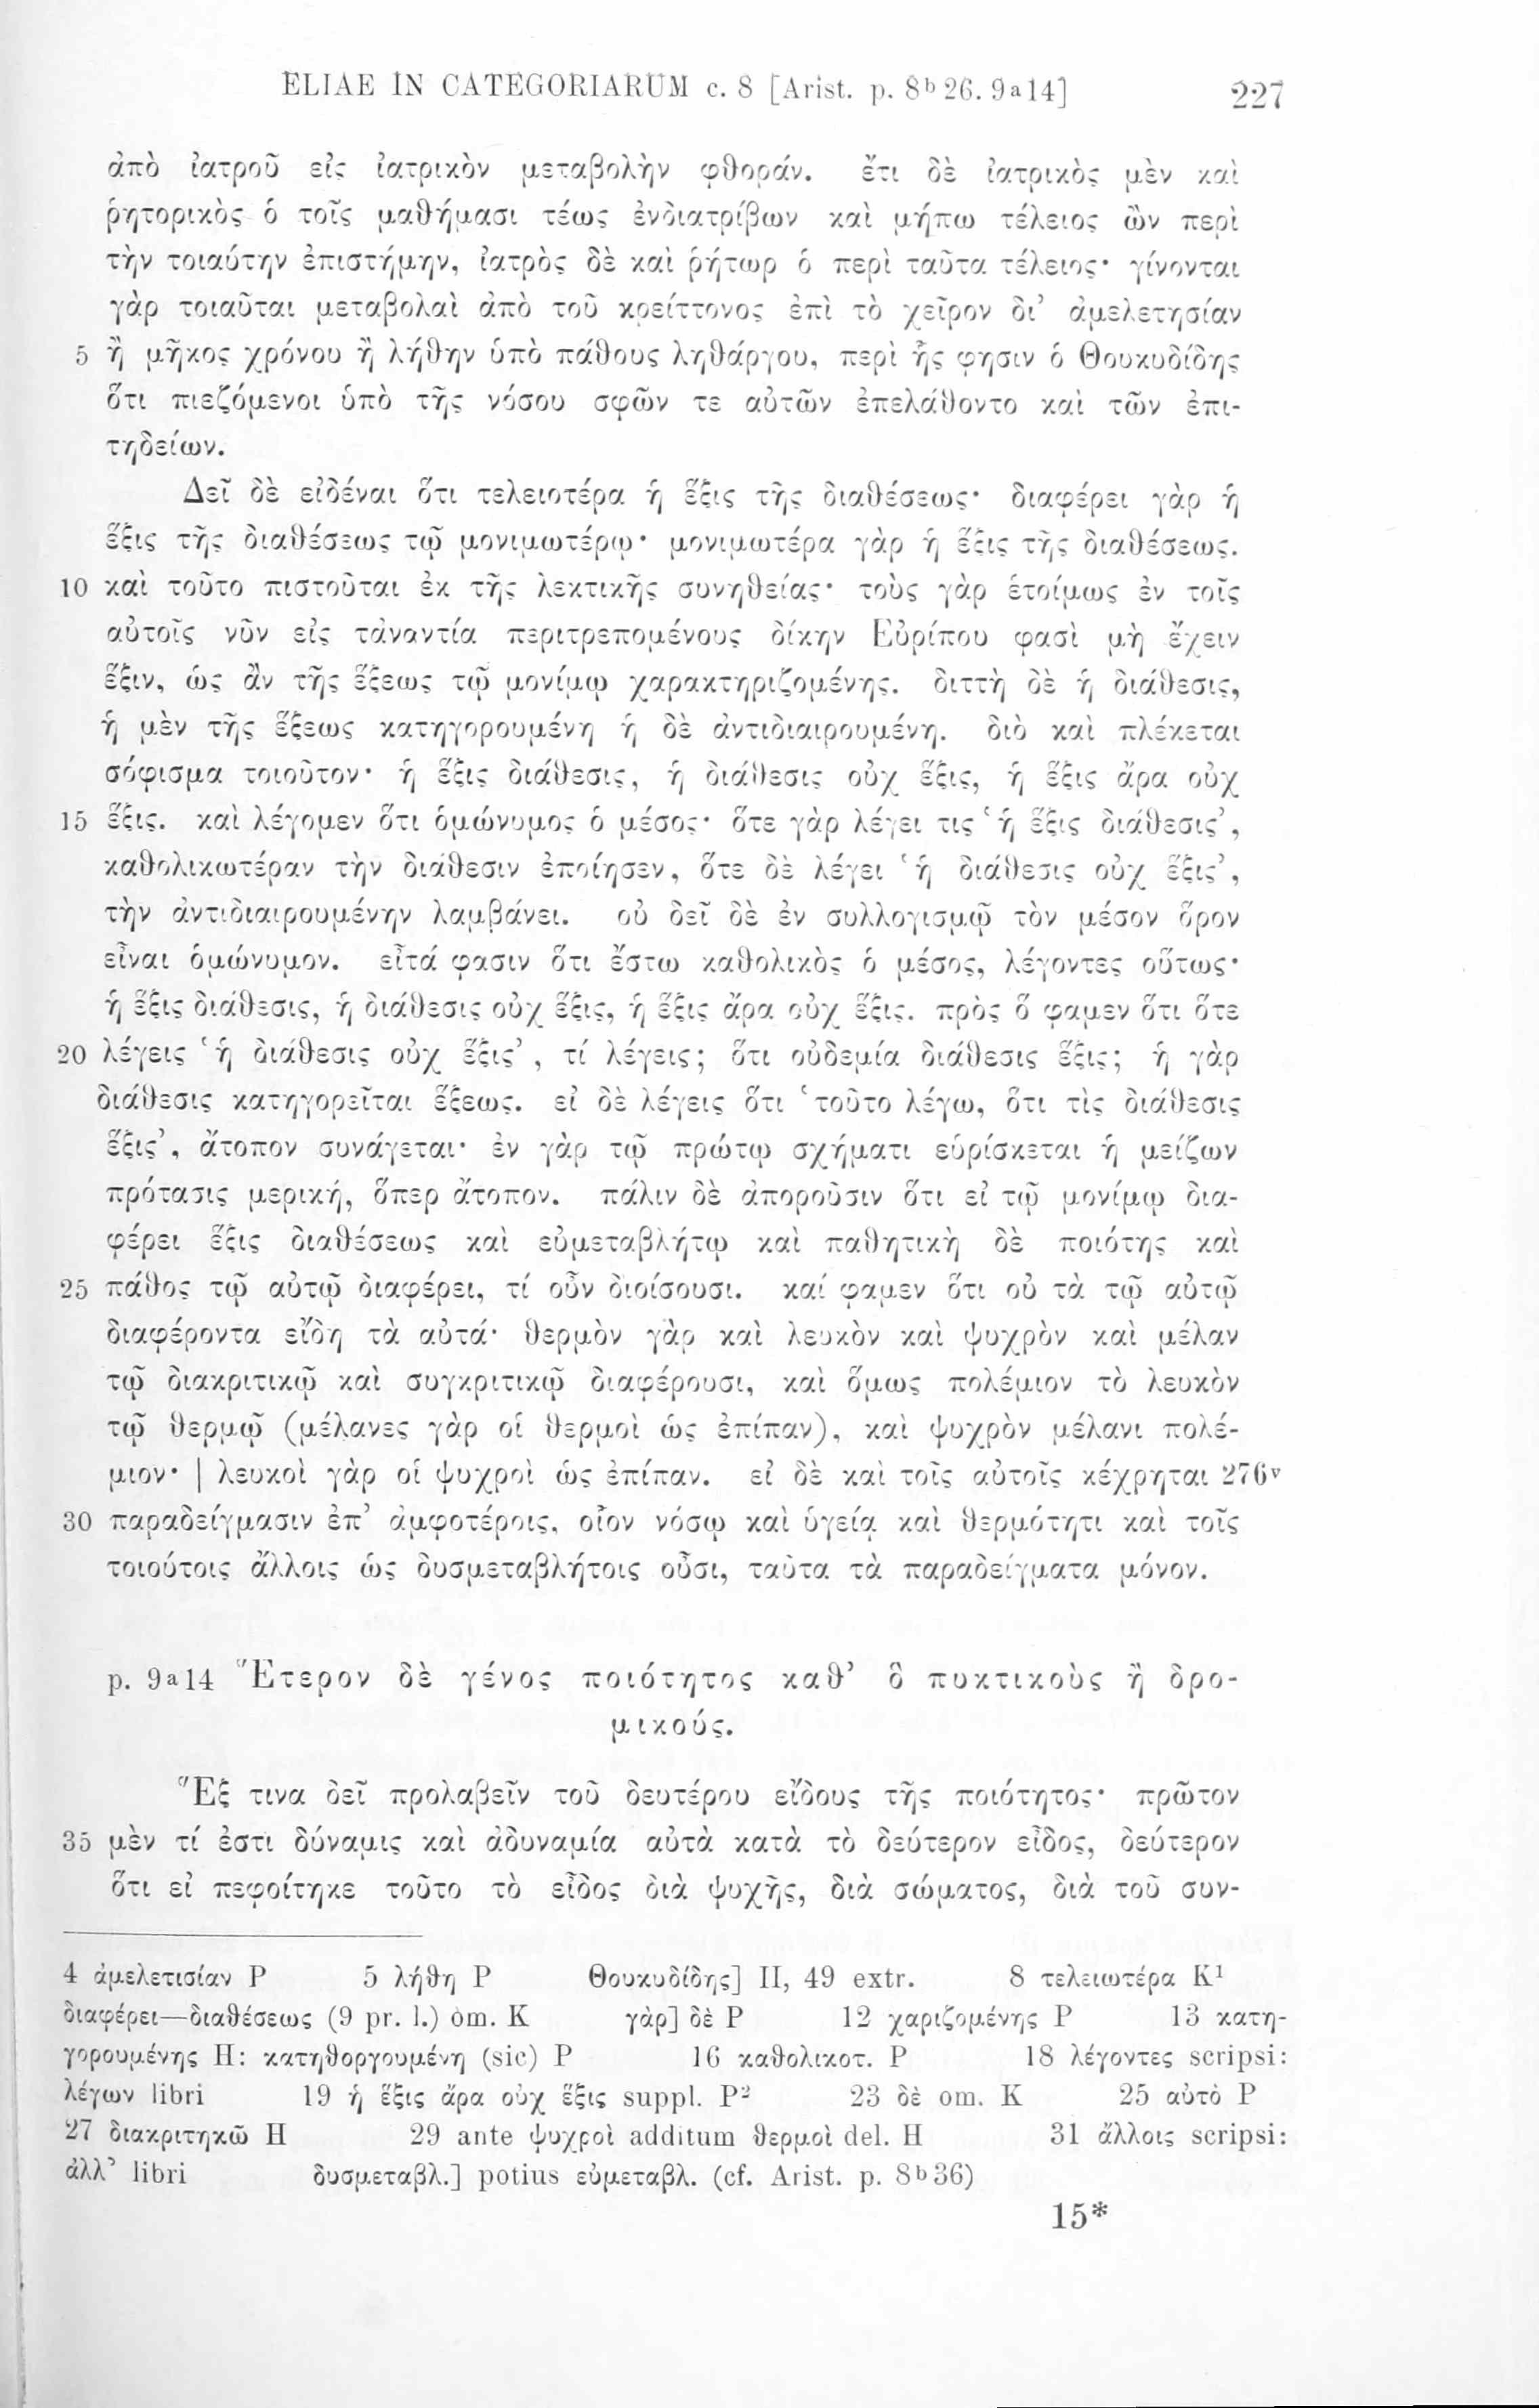 ELIAE IN CATEGORIARUM c. 8 [Arist. p. 8b 26. 9a14] 227
ἀπὸ ἰατροῦ εἰς ἰατρικὸν μεταβολὴν φθοράν. ἔτι δὲ ἰατρικὸς μὲν καὶ
ῥητορικὸς ὁ τοῖς μαθήμασι τέως ἐνδιατρίβων καὶ μήπω τέλειος ὢν περὶ
τὴν τοιαύτην ἐπιστήμην, ἰατρὸς δὲ καὶ ῥήτωρ ὁ περὶ ταῦτα τέλειος· γίνονται
γὰρ τοιαῦται μεταβολαὶ ἀπὸ τοῦ κρείττονος ἐπὶ τὸ χεῖρον δι’ ἀμελετησίαν
5 ἢ μῆκος χρόνου ἢ λήθην ὑπὸ πάθους ληθάργου, περὶ ἧς φησιν ὁ Θουκυδίδης
ὅτι πιεζόμενοι ὑπὸ τῆς νόσου σφῶν τε αὐτῶν ἐπελάθοντο καὶ τῶν ἐπι-
τηδείων.
Δεῖ δὲ εἰδέναι ὅτι τελειοτέρα ἡ ἕξις τῆς διαθέσεως· διαφέρει γὰρ ἡ
ἕξις τῆς διαθέσεως τῷ μονιμωτέρῳ· μονιμωτέρα γὰρ ἡ ἕξις τῆς διαθέσεως.
10 καὶ τοῦτο πιστοῦται ἐκ τῆς λεκτικῆς συνηθείας· τοὺς γὰρ ἑτοίμως ἐν τοῖς
αὐτοῖς νῦν εἰς τἀναντία περιτρεπομένους δίκην Εὐρίπου φασὶ μὴ ἔχειν
ἕξιν, ὡς ἂν τῆς ἕξεως τῷ μονίμῳ χαρακτηριζομένης. διττὴ δὲ ἡ διάθεσις,
ἡ μὲν τῆς ἕξεως κατηγορουμένη ἡ δὲ ἀντιδιαιρουμένη. διὸ καὶ πλέκεται
σόφισμα τοιοῦτον· ἡ ἕξις διάθεσις, ἡ διάθεσις οὐχ ἕξις, ἡ ἕξις ἄρα οὐχ
15 ἕξις. καὶ λέγομεν ὅτι ὁμώνυμος ὁ μέσος· ὅτε γὰρ λέγει τις ‘ἡ ἕξις διάθεσις’,
καθολικωτέραν τὴν διάθεσιν ἐποίησεν, ὅτε δὲ λέγει ‘ἡ διάθεσις οὐχ ἕξις’,
τὴν ἀντιδιαιρουμένην λαμβάνει. οὐ δεῖ δὲ ἐν συλλογισμῷ τὸν μέσον ὅρον
εἶναι ὁμώνυμον. εἶτά φασιν ὅτι ἔστω καθολικὸς ὁ μέσος, λέγοντες οὕτως·
ἡ ἕξις διάθεσις, ἡ διάθεσις οὐχ ἕξις, ἡ ἕξις ἄρα οὐχ ἕξις. πρὸς ὅ φαμεν ὅτι ὅτε
20 λέγεις ‘ἡ διάθεσις οὐχ ἕξις’, τί λέγεις; ὅτι οὐδεμία διάθεσις ἕξις; ἡ γὰρ
διάθεσις κατηγορεῖται ἕξεως. εἰ δὲ λέγεις ὅτι ‘τοῦτο λέγω, ὅτι τὶς διάθεσις
ἕξις’, ἄτοπον συνάγεται· ἐν γὰρ τῷ πρώτῳ σχήματι εὑρίσκεται ἡ μείζων
πρότασις μερική, ὅπερ ἄτοπον. πάλιν δὲ ἀποροῦσιν ὅτι εἰ τῷ μονίμῳ δια-
φέρει ἕξις διαθέσεως καὶ εὐμεταβλήτῳ καὶ παθητικὴ δὲ ποιότης καὶ
25 πάθος τῷ αὐτῷ διαφέρει, τί οὖν διοίσουσι. καί φαμεν ὅτι οὐ τὰ τῷ αὐτῷ
διαφέροντα εἴδη τὰ αὐτά· θερμὸν γὰρ καὶ λευκὸν καὶ ψυχρὸν καὶ μέλαν
τῷ διακριτικῷ καὶ συγκριτικῷ διαφέρουσι, καὶ ὅμως πολέμιον τὸ λευκὸν
τῷ θερμῷ (μέλανες γὰρ οἱ θερμοὶ ὡς ἐπίπαν), καὶ ψυχρὸν μέλανι πολέ-
μιον· | λευκοὶ γὰρ οἱ ψυχροὶ ὡς ἐπίπαν. εἰ δὲ καὶ τοῖς αὐτοῖς κέχρηται 276v
30 παραδείγμασιν ἐπ’ ἀμφοτέροις, οἷον νόσῳ καὶ ὑγείᾳ καὶ θερμότητι καὶ τοῖς
τοιούτοις ἄλλοις ὡς δυσμεταβλήτοις οὖσι, ταῦτα τὰ παραδείγματα μόνον.
p. 9a14 Ἕτερον δὲ γένος ποιότητος καθ’ ὃ πυκτικοὺς ἢ δρο-
μικούς.
Ἕξ τινα δεῖ προλαβεῖν τοῦ δευτέρου εἴδους τῆς ποιότητος· πρῶτον
35 μὲν τί ἐστι δύναμις καὶ ἀδυναμία αὐτὰ κατὰ τὸ δεύτερον εἶδος, δεύτερον
ὅτι εἰ πεφοίτηκε τοῦτο τὸ εἶδος διὰ ψυχῆς, διὰ σώματος, διὰ τοῦ συν-
4 ἀμελετισίαν P 5 λήθη P Θουκυδίδης] II, 49 extr. 8 τελειωτέρα K1
διαφέρει—διαθέσεως (9 pr. l.) om. K γὰρ] δὲ P 12 χαριζομένης P 13 κατη-
γορουμένης H: κατηθοργουμένη (sic) P 16 καθολικοτ. P 18 λέγοντες scripsi:
λέγων libri 19 ἡ ἕξις ἄρα οὐχ ἕξις suppl. P2 23 δὲ om. K 25 αὐτὸ P
27 διακριτηκῶ H 29 ante ψυχροὶ additum θερμοὶ del. H 31 ἄλλοις scripsi:
ἀλλ’ libri δυσμεταβλ.] potius εὐμεταβλ. (cf. Arist. p. 8b36)
15*